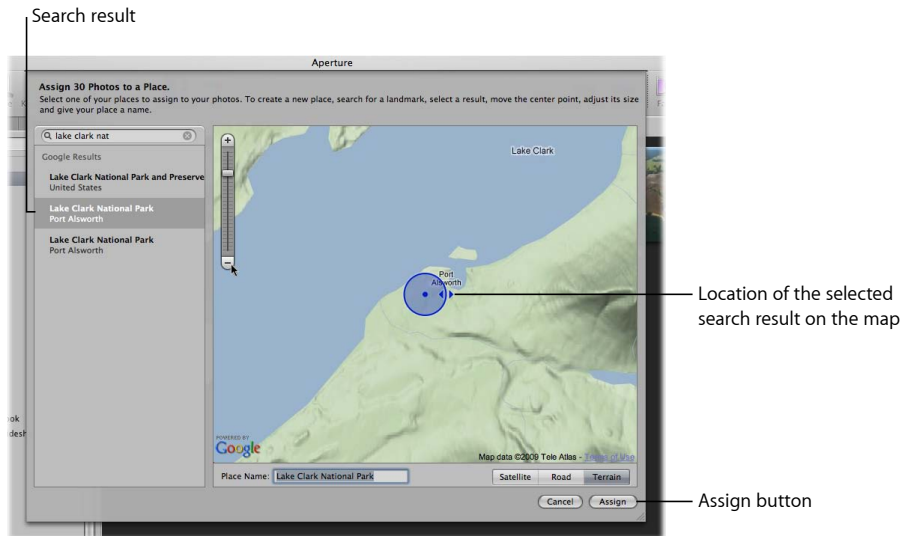 Search result
Aperture
Assign 30 Photos to a Place.
Select one of your places to assign to your photos. To create a new place, search for a landmark, select a result, move the center point, adjust its size
and give your place a name.
lake clark nat
Google Results
Lake Clark National Park and Preserve
United States
Lake Clark National Park
Port Alsworth
Lake Clark National Park
Port Alsworth
Lake Clark
Port
Alsworth
Location of the selected
search result on the map
POWERED BY
Google
Map data ©2009 Tele Atlas - Terms of Use
Place Name: Lake Clark National Park
Satellite Road Terrain
Cancel Assign
Assign button